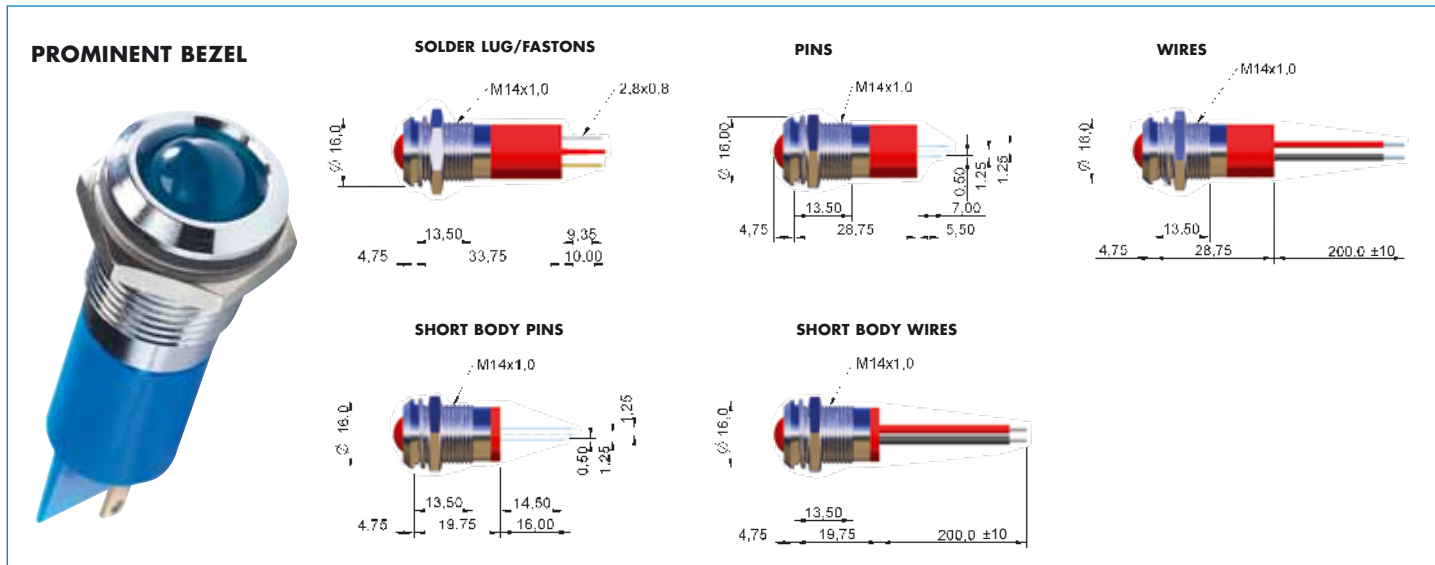 PROMINENT BEZEL
SOLDER LUG/FASTONS
M14x1,0
2,8x0,8
Ø 16,0
13,50
9,35
4,75
33,75
10,00
PINS
M14x1,0
Ø 16,00
0,50
1,25
1,25
13,50
7,00
4,75
28,75
5,50
WIRES
M14x1,0
Ø 16,0
13,50
4,75
28,75
200,0 ±10
SHORT BODY PINS
M14x1,0
Ø 16,0
0,50
1,25
1,25
13,50
14,50
4,75
19,75
16,00
SHORT BODY WIRES
M14x1,0
Ø 16,0
13,50
4,75
19,75
200,0 ±10